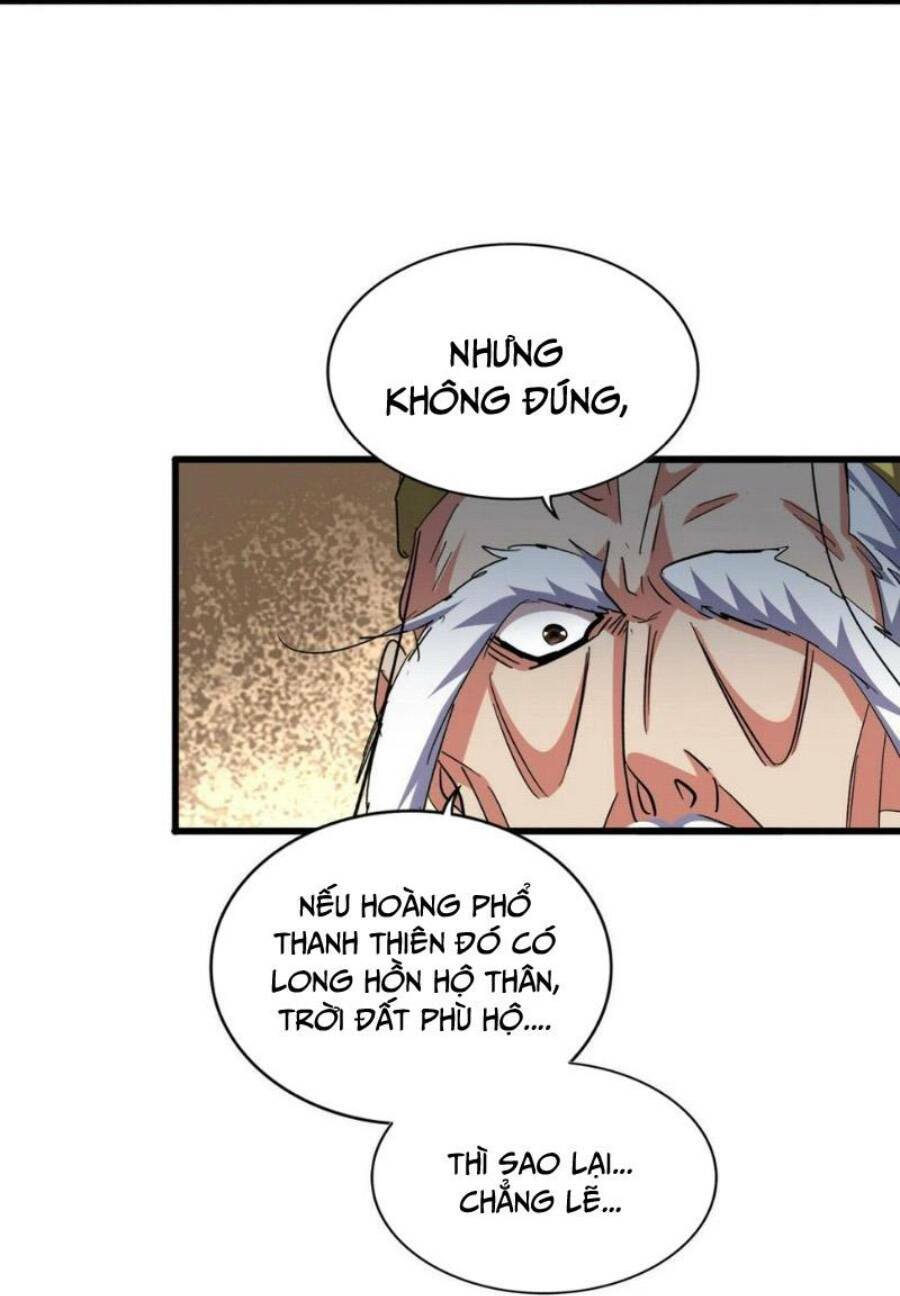 NHƯNG
KHÔNG ĐÚNG,
NẾU HOÀNG PHỔ
THANH THIÊN ĐÓ CÓ
LONG HỒN HỘ THÂN,
TRỜI ĐẤT PHÙ HỘ....
THÌ SAO LẠI...
CHẲNG LẼ...